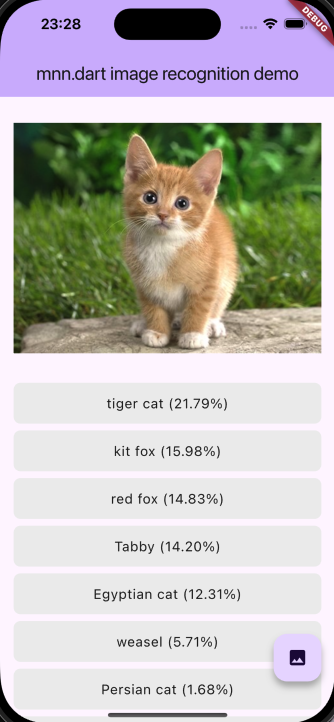 23:28
DEBUG
mnn.dart image recognition demo
tiger cat (21.79%)
kit fox (15.98%)
red fox (14.83%)
Tabby (14.20%)
Egyptian cat (12.31%)
weasel (5.71%)
Persian cat (1.68%)